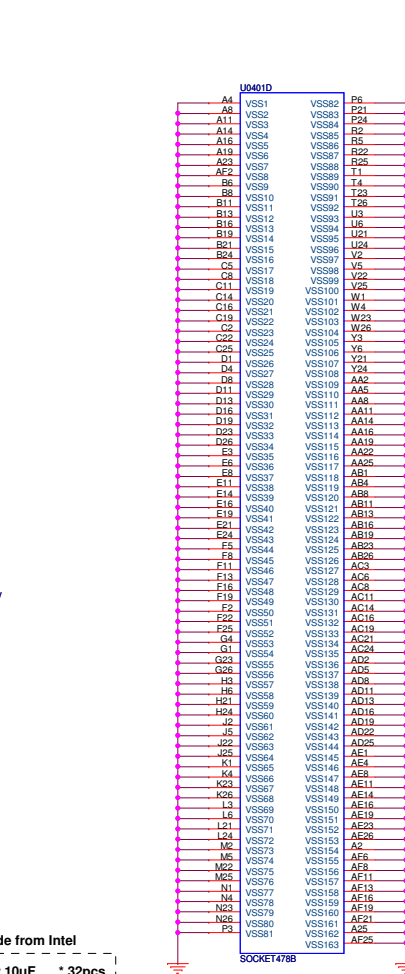 U0401D
A4 VSS1 VSS82 P6
A8 VSS2 VSS83 P21
A11 VSS3 VSS84 P24
A14 VSS4 VSS85 R2
A16 VSS5 VSS86 R5
A19 VSS6 VSS87 R22
A23 VSS7 VSS88 R25
AF2 VSS8 VSS89 T1
B6 VSS9 VSS90 T4
B8 VSS10 VSS91 T23
B11 VSS11 VSS92 T26
B13 VSS12 VSS93 U3
B16 VSS13 VSS94 U6
B19 VSS14 VSS95 U21
B21 VSS15 VSS96 U24
B24 VSS16 VSS97 V2
C5 VSS17 VSS98 V5
C8 VSS18 VSS99 V22
C11 VSS19 VSS100 V25
C14 VSS20 VSS101 W1
C16 VSS21 VSS102 W4
C19 VSS22 VSS103 W23
C2 VSS23 VSS104 W26
C22 VSS24 VSS105 Y3
C25 VSS25 VSS106 Y6
D1 VSS26 VSS107 Y21
D4 VSS27 VSS108 Y24
D8 VSS28 VSS109 AA2
D11 VSS29 VSS110 AA5
D13 VSS30 VSS111 AA8
D16 VSS31 VSS112 AA11
D19 VSS32 VSS113 AA14
D23 VSS33 VSS114 AA16
D26 VSS34 VSS115 AA19
E3 VSS35 VSS116 AA22
E6 VSS36 VSS117 AA25
E8 VSS37 VSS118 AB1
E11 VSS38 VSS119 AB4
E14 VSS39 VSS120 AB8
E16 VSS40 VSS121 AB11
E19 VSS41 VSS122 AB13
E21 VSS42 VSS123 AB16
E24 VSS43 VSS124 AB19
F5 VSS44 VSS125 AB23
F8 VSS45 VSS126 AB26
F11 VSS46 VSS127 AC3
F13 VSS47 VSS128 AC6
F16 VSS48 VSS129 AC8
F19 VSS49 VSS130 AC11
F2 VSS50 VSS131 AC14
F22 VSS51 VSS132 AC16
F25 VSS52 VSS133 AC19
G4 VSS53 VSS134 AC21
G1 VSS54 VSS135 AC24
G23 VSS55 VSS136 AD2
G26 VSS56 VSS137 AD5
H3 VSS57 VSS138 AD8
H6 VSS58 VSS139 AD11
H21 VSS59 VSS140 AD13
H24 VSS60 VSS141 AD16
J2 VSS61 VSS142 AD19
J5 VSS62 VSS143 AD22
J22 VSS63 VSS144 AD25
J25 VSS64 VSS145 AE1
K1 VSS65 VSS146 AE4
K4 VSS66 VSS147 AE8
K23 VSS67 VSS148 AE11
K26 VSS68 VSS149 AE14
L3 VSS69 VSS150 AE16
L6 VSS70 VSS151 AE19
L21 VSS71 VSS152 AE23
L24 VSS72 VSS153 AE26
M2 VSS73 VSS154 A2
M5 VSS74 VSS155 AF6
M22 VSS75 VSS156 AF8
M25 VSS76 VSS157 AF11
N1 VSS77 VSS158 AF13
N4 VSS78 VSS159 AF16
N23 VSS79 VSS160 AF19
N26 VSS80 VSS161 AF21
P3 VSS81 VSS162 A25
VSS163 AF25
SOCKET478B
de from Intel
10uF * 32pcs